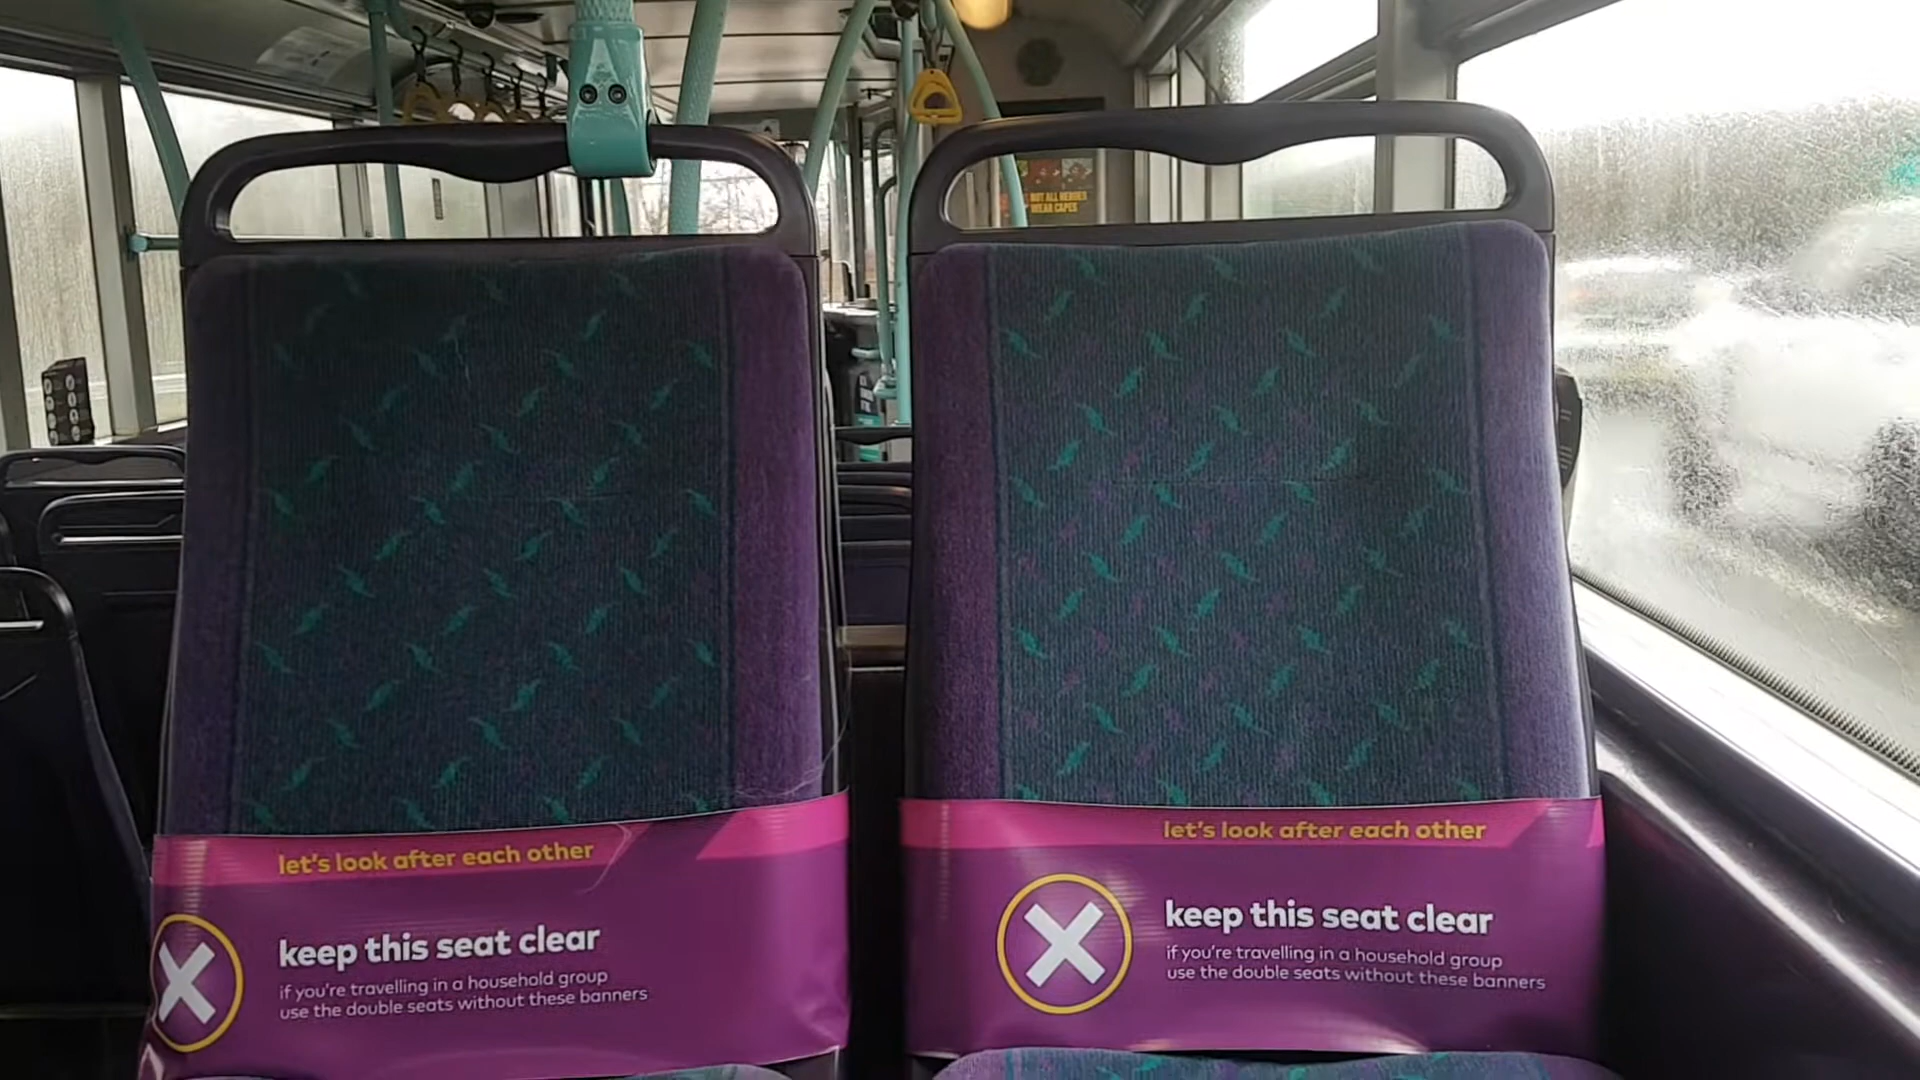 NOT ALL HEROES
WEAR CAPES
let's look after each other
keep this seat clear
if you're travelling in a household group
use the double seats without these banners
let's look after each other
keep this seat clear
if you're travelling in a household group
use the double seats without these banners